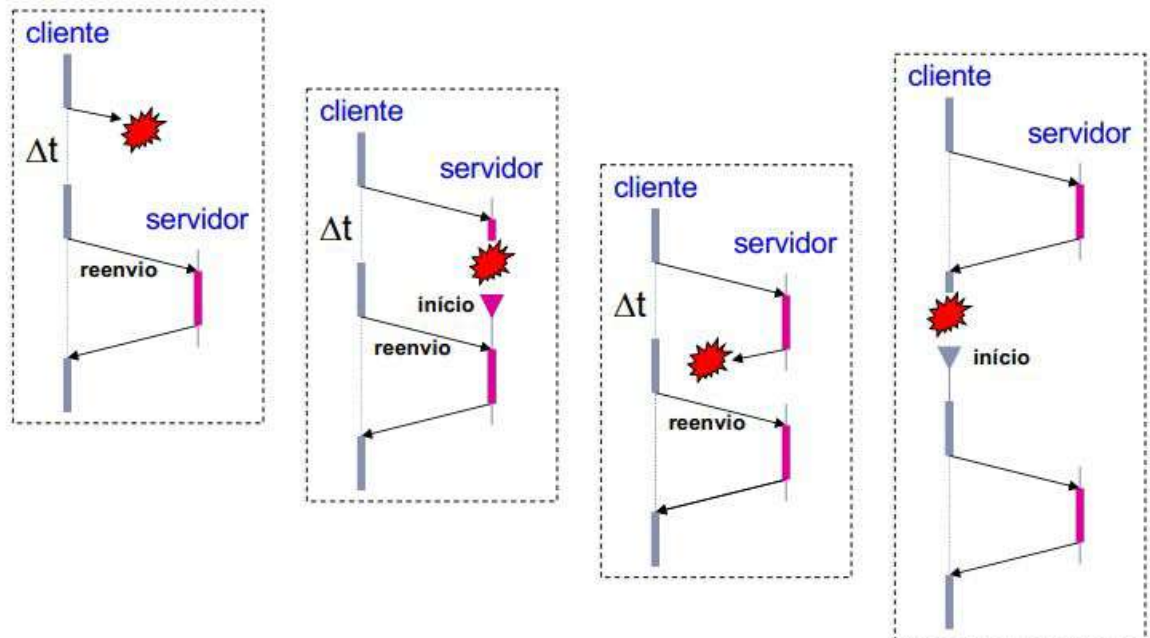 cliente
Δt
servidor
reenvio
cliente
servidor
Δt
início
reenvio
cliente
servidor
Δt
reenvio
cliente
servidor
início